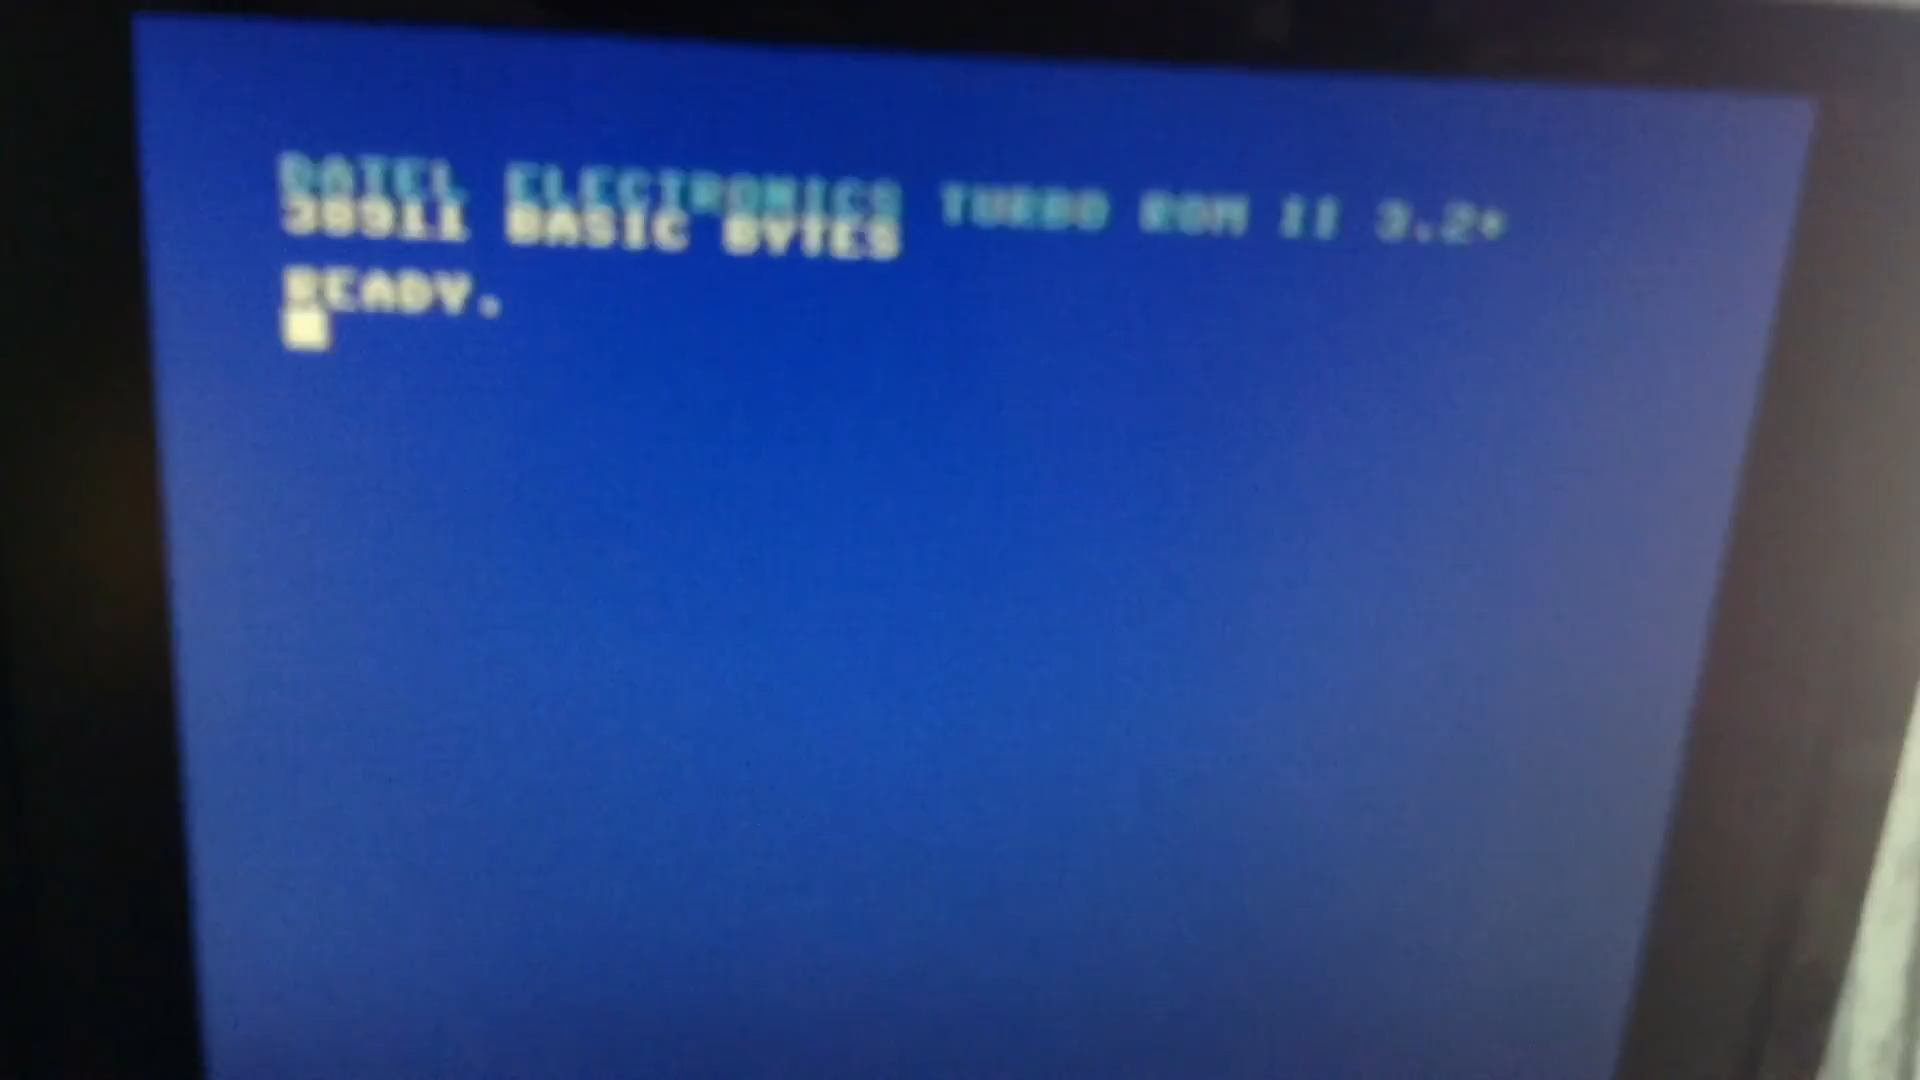 DATEL ELECTRONICS TURBO ROM II 3.2+
38911 BASIC BYTES
READY.